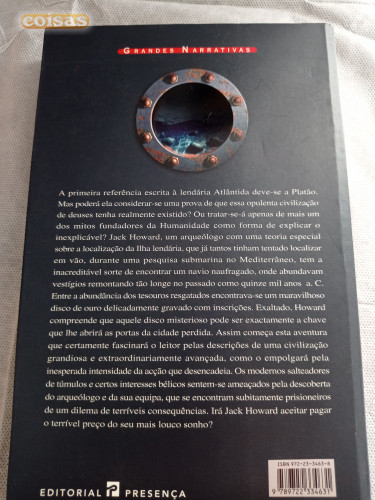 coisas
GRANDES NARRATIVAS
A primeira referência escrita à lendária Atlântida deve-se a Platão.
Mas poderá ela considerar-se uma prova de que essa opulenta civilização
de deuses tenha realmente existido? Ou tratar-se-á apenas de mais um
dos mitos fundadores da Humanidade como forma de explicar o
inexplicável? Jack Howard, um arqueólogo com uma teoria especial
sobre a localização da Ilha lendária, que já tantos tinham tentado localizar
em vão, durante uma pesquisa submarina no Mediterrâneo, tem a
inacreditável sorte de encontrar um navio naufragado, onde abundavam
vestígios remontando tão longe no passado como quinze mil anos a. C.
Entre a abundância dos tesouros resgatados encontrava-se um maravilhoso
disco de ouro delicadamente gravado com inscrições. Exaltado, Howard
compreende que aquele disco misterioso pode ser exactamente a chave
que lhe abrirá as portas da cidade perdida. Assim começa esta aventura
que certamente fascinará o leitor pelas descrições de uma civilização
grandiosa e extraordinariamente avançada, como o empolgará pela
inesperada intensidade da acção que desencadeia. Os modernos salteadores
de túmulos e certos interesses bélicos sentem-se ameaçados pela descoberta
do arqueólogo e da sua equipa, que se encontram subitamente prisioneiros
de um dilema de terríveis consequências. Irá Jack Howard aceitar pagar
o terrível preço do seu mais louco sonho?
ISBN 972-23-3463-8
9 789722 334631
EDITORIAL PRESENÇA